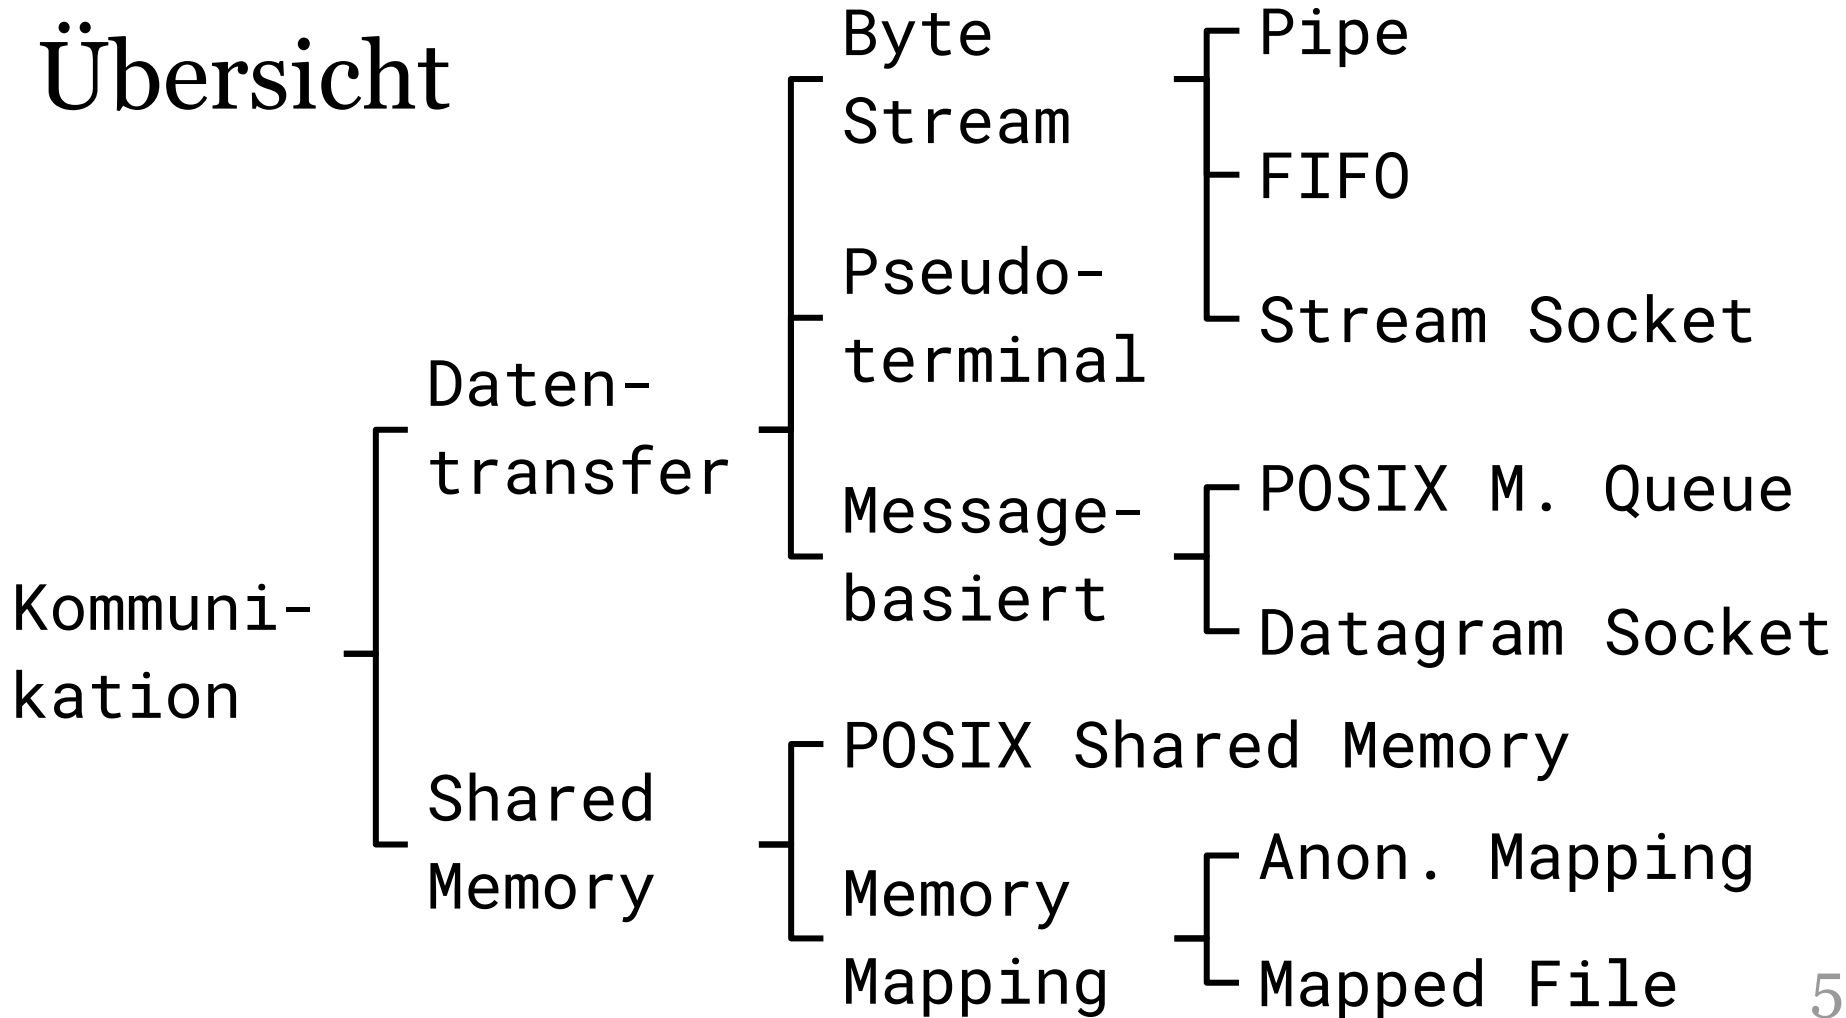 Übersicht
Kommuni-
kation
Daten-
transfer
Shared
Memory
Byte
Stream
Pseudo-
terminal
Message-
basiert
POSIX Shared Memory
Memory
Mapping
Pipe
FIFO
Stream Socket
POSIX M. Queue
Datagram Socket
Anon. Mapping
Mapped File
5